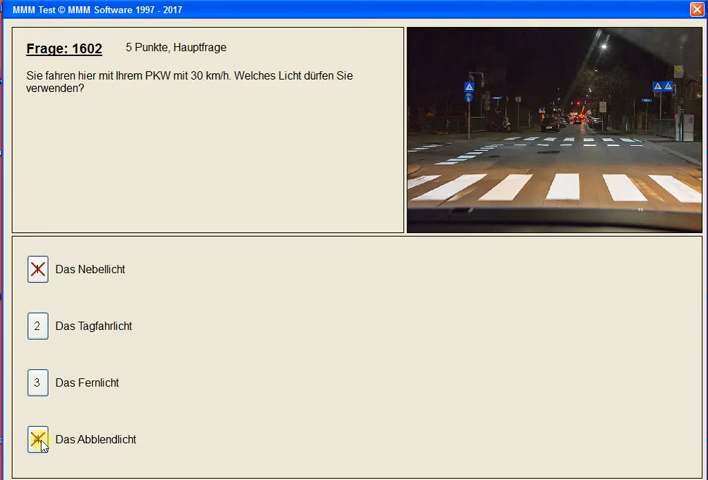 MMM Test © MMM Software 1997 - 2017
Frage: 1602 5 Punkte, Hauptfrage
Sie fahren hier mit Ihrem PKW mit 30 km/h. Welches Licht dürfen Sie
verwenden?
Das Nebellicht
2 Das Tagfahrlicht
3 Das Fernlicht
Das Abblendlicht